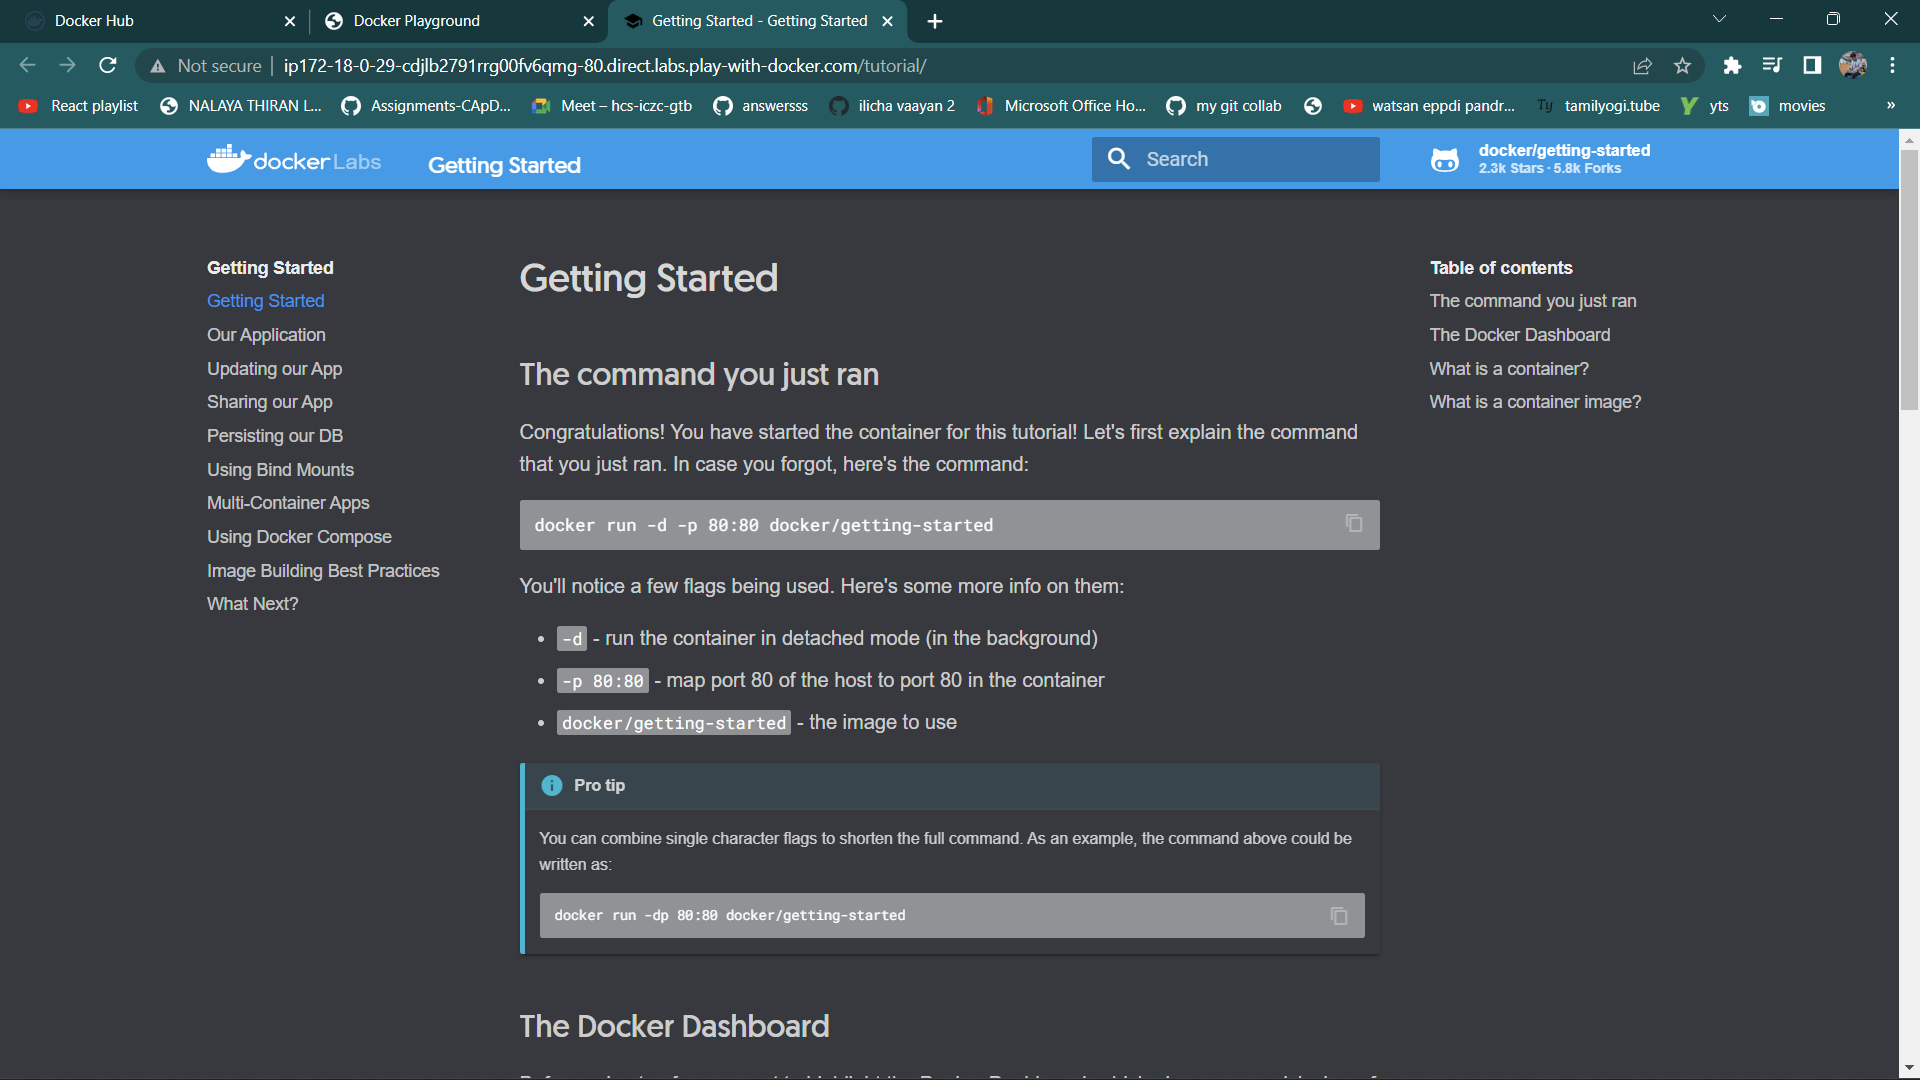 Docker Hub
Docker Playground
Getting Started - Getting Started
Not secure
ip172-18-0-29-cdjlb2791rrg00fv6qmg-80.direct.labs.play-with-docker.com/tutorial/
React playlist
NALAYA THIRAN L...
Assignments-CApD...
Meet – hcs-iczc-gtb
answersss
ilicha vaayan 2
Microsoft Office Ho...
my git collab
watsan eppdi pandr...
Ty tamilyogi.tube
yts
movies
»
dockerLabs
Getting Started
Search
docker/getting-started
2.3k Stars · 5.8k Forks
Getting Started
Getting Started
Our Application
Updating our App
Sharing our App
Persisting our DB
Using Bind Mounts
Multi-Container Apps
Using Docker Compose
Image Building Best Practices
What Next?
Getting Started
The command you just ran
Congratulations! You have started the container for this tutorial! Let's first explain the command
that you just ran. In case you forgot, here's the command:
docker run -d -p 80:80 docker/getting-started
You'll notice a few flags being used. Here's some more info on them:
• -d - run the container in detached mode (in the background)
• -p 80:80 - map port 80 of the host to port 80 in the container
• docker/getting-started - the image to use
Pro tip
You can combine single character flags to shorten the full command. As an example, the command above could be
written as:
docker run -dp 80:80 docker/getting-started
The Docker Dashboard
Table of contents
The command you just ran
The Docker Dashboard
What is a container?
What is a container image?